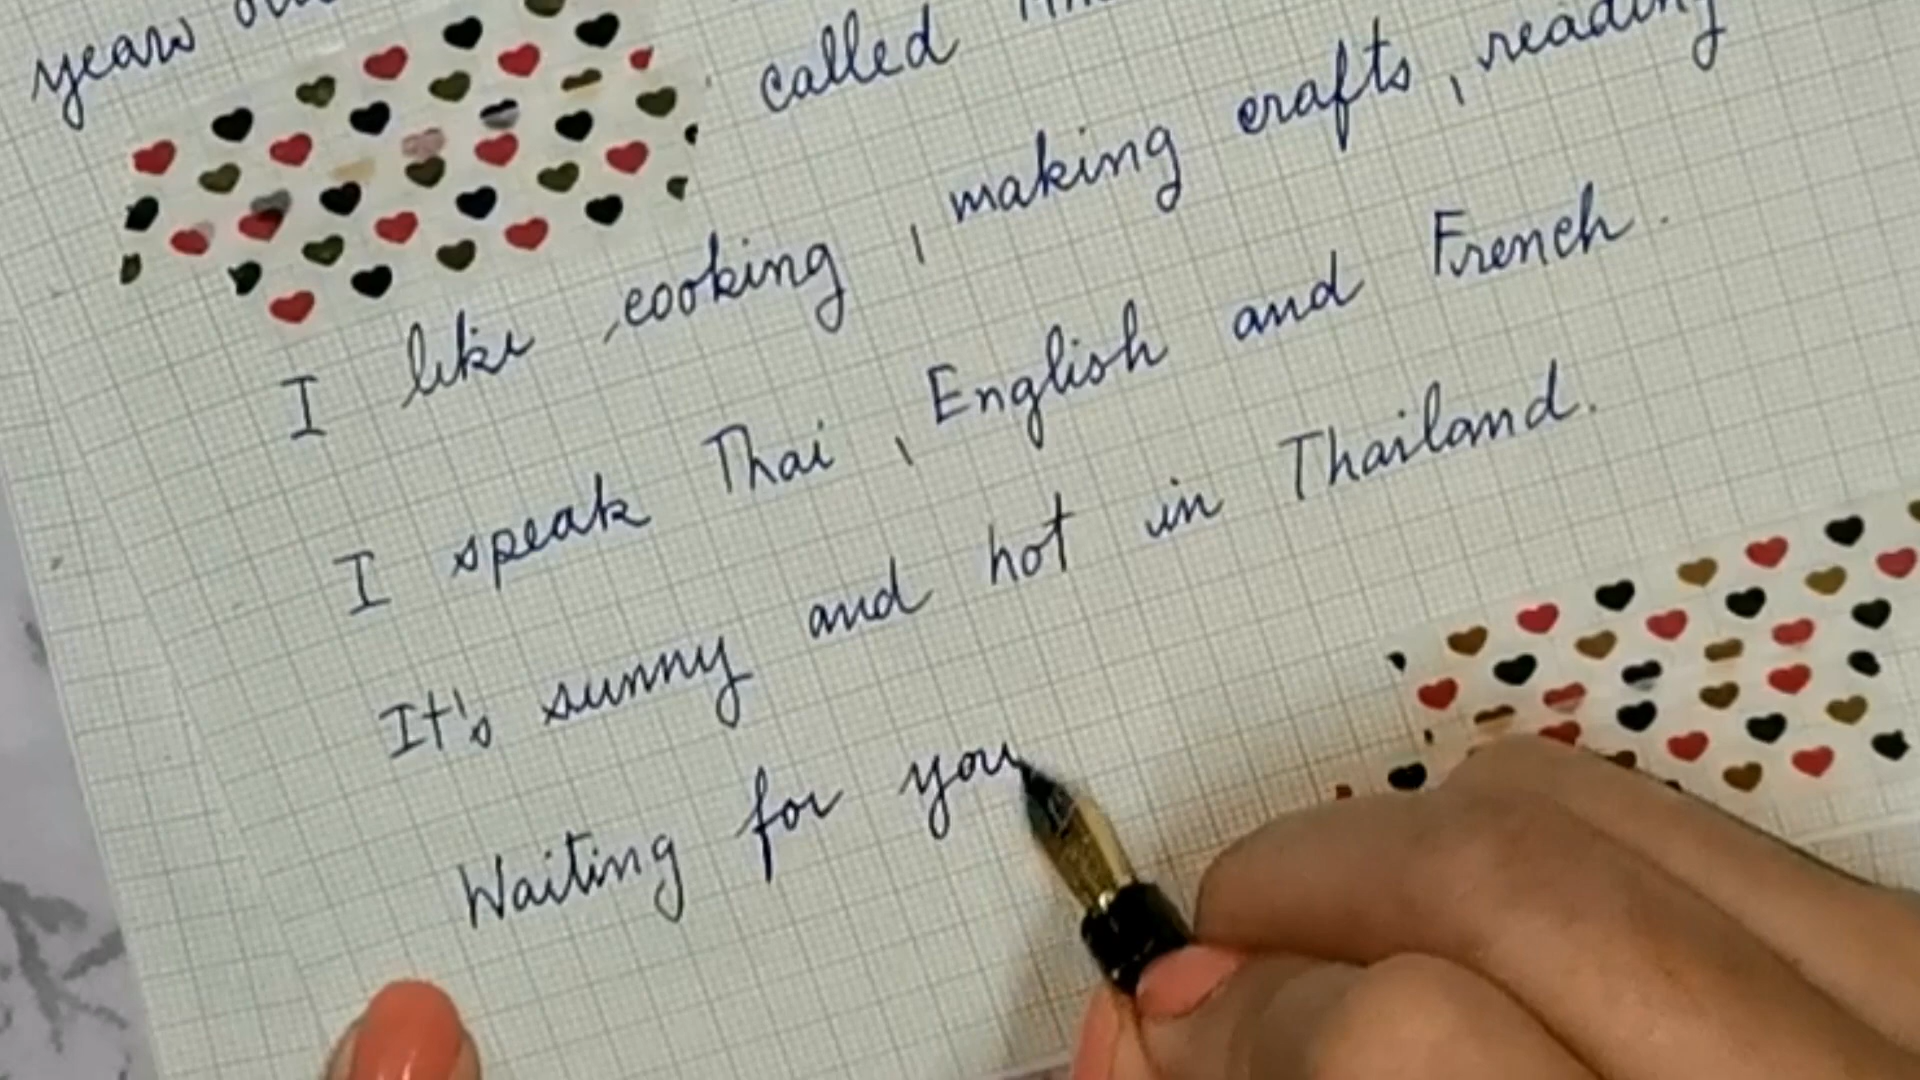 years
called
I like cooking, making crafts, reading
I speak Thai, English and French.
It's sunny and hot in Thailand.
Waiting for you